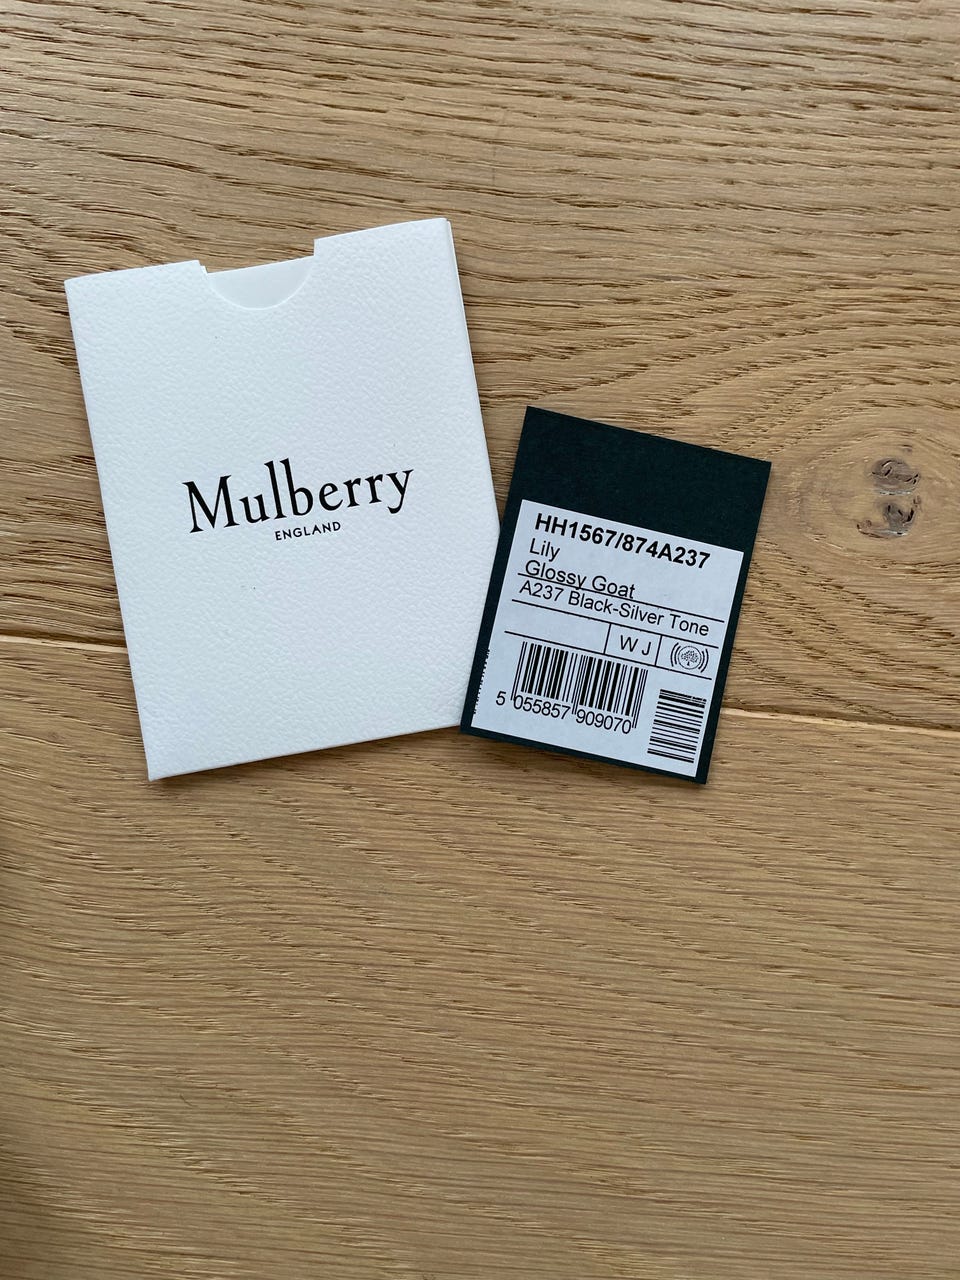 Mulberry
ENGLAND
HH1567/874A237
Lily
Glossy Goat
A237 Black-Silver Tone
W J
5 055857 909070